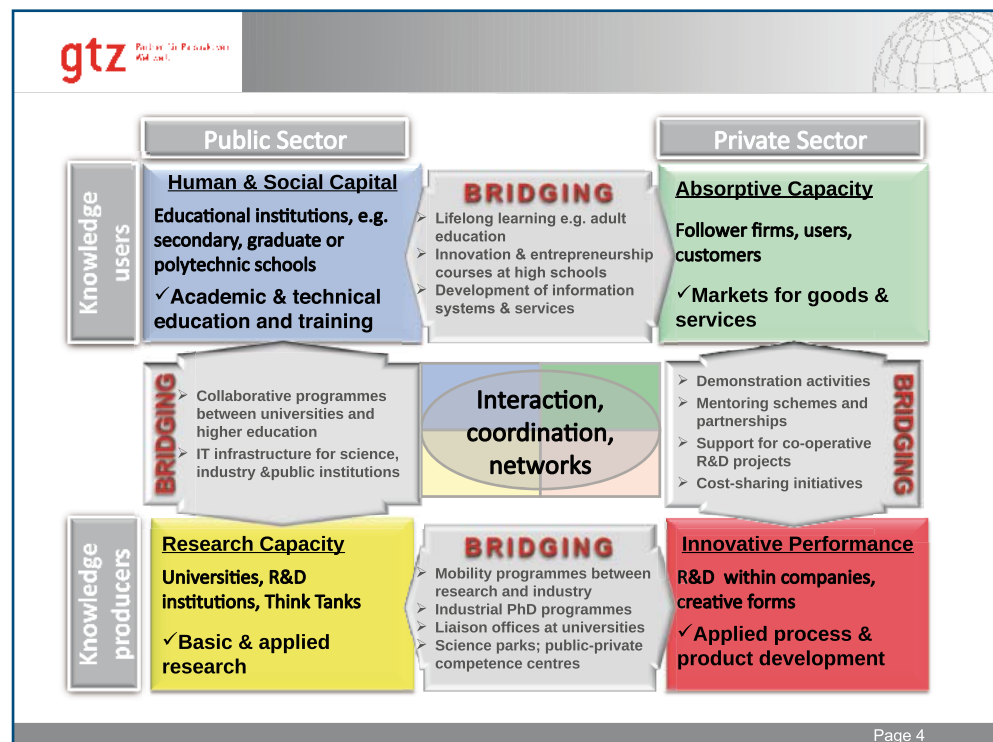 gtz
Public Sector
Private Sector
Knowledge
users
Human & Social Capital
Educational institutions, e.g.
secondary, graduate or
polytechnic schools
✓Academic & technical
education and training
BRIDGING
➢ Lifelong learning e.g. adult
education
➢ Innovation & entrepreneurship
courses at high schools
➢ Development of information
systems & services
Absorptive Capacity
Follower firms, users,
customers
✓Markets for goods &
services
BRIDGING
➢ Collaborative programmes
between universities and
higher education
➢ IT infrastructure for science,
industry &public institutions
Interaction,
coordination,
networks
➢ Demonstration activities
➢ Mentoring schemes and
partnerships
➢ Support for co-operative
R&D projects
➢ Cost-sharing initiatives
BRIDGING
Knowledge
producers
Research Capacity
Universities, R&D
institutions, Think Tanks
✓Basic & applied
research
BRIDGING
➢ Mobility programmes between
research and industry
➢ Industrial PhD programmes
➢ Liaison offices at universities
➢ Science parks; public-private
competence centres
Innovative Performance
R&D within companies,
creative forms
✓Applied process &
product development
Page 4